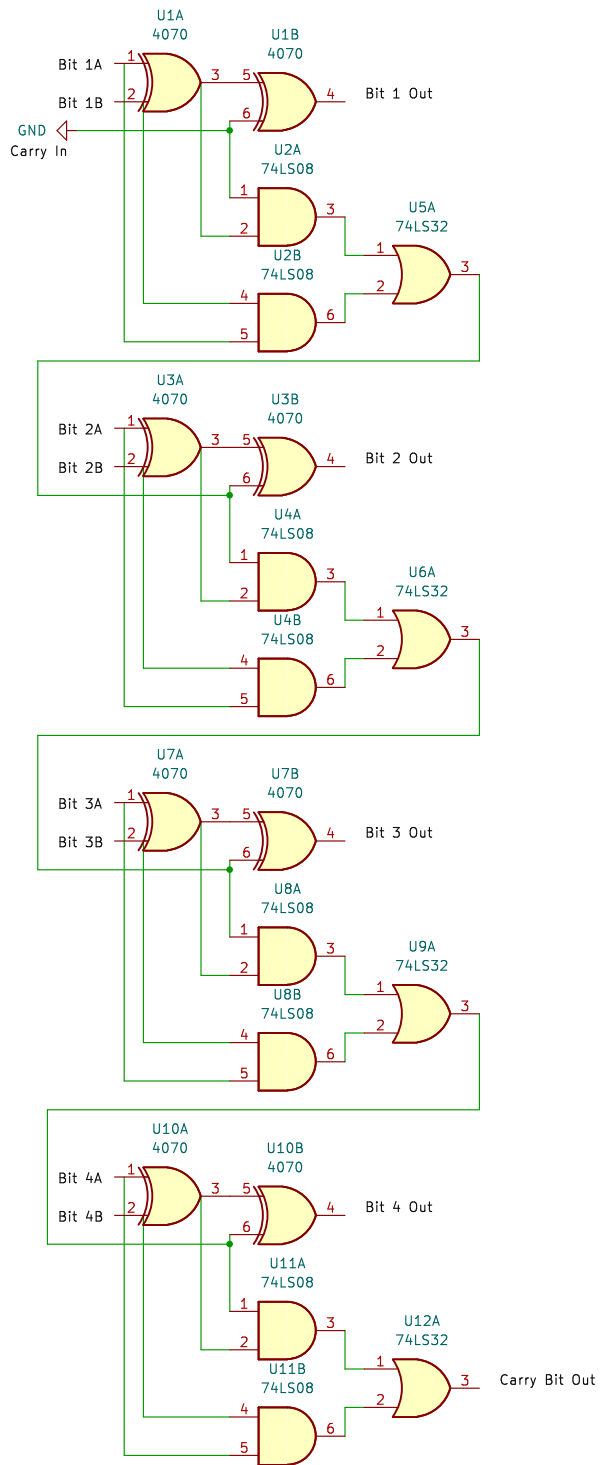 U1A
4070
U1B
4070
Bit 1A
1
3
5
4
Bit 1 Out
Bit 1B
2
6
GND
Carry In
U2A
74LS08
1
3
2
U5A
74LS32
1
3
2
U2B
74LS08
4
6
5
U3A
4070
U3B
4070
Bit 2A
1
3
5
4
Bit 2 Out
Bit 2B
2
6
U4A
74LS08
1
3
2
U6A
74LS32
1
3
2
U4B
74LS08
4
6
5
U7A
4070
U7B
4070
Bit 3A
1
3
5
4
Bit 3 Out
Bit 3B
2
6
U8A
74LS08
1
3
2
U9A
74LS32
1
3
2
U8B
74LS08
4
6
5
U10A
4070
U10B
4070
Bit 4A
1
3
5
4
Bit 4 Out
Bit 4B
2
6
U11A
74LS08
1
3
2
U12A
74LS32
1
3
Carry Bit Out
2
U11B
74LS08
4
6
5